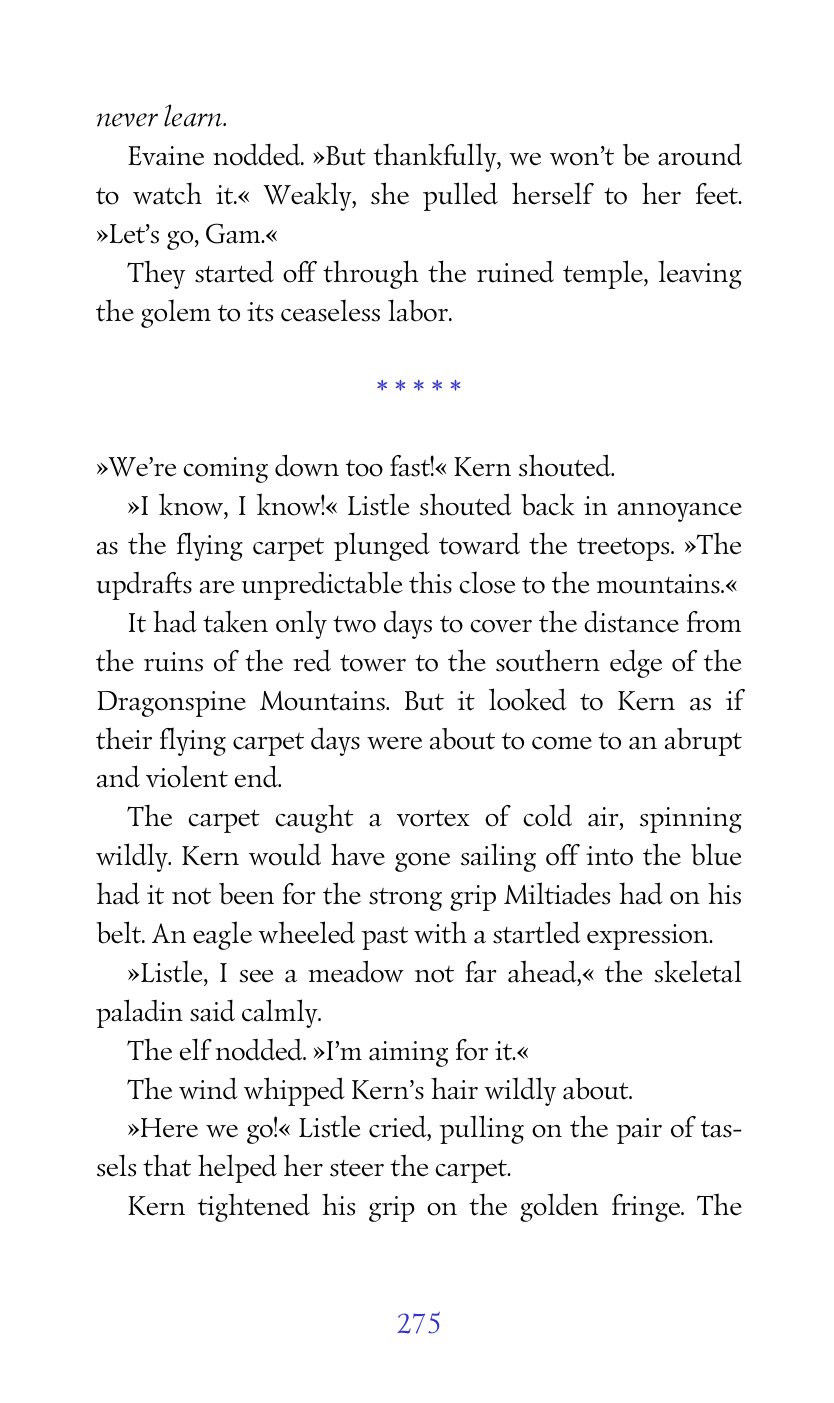 never learn.
Evaine nodded. »But thankfully, we won’t be around
to watch it.« Weakly, she pulled herself to her feet.
»Let’s go, Gam.«
They started off through the ruined temple, leaving
the golem to its ceaseless labor.
* * * * *
»We’re coming down too fast!« Kern shouted.
»I know, I know!« Listle shouted back in annoyance
as the flying carpet plunged toward the treetops. »The
updrafts are unpredictable this close to the mountains.«
It had taken only two days to cover the distance from
the ruins of the red tower to the southern edge of the
Dragonspine Mountains. But it looked to Kern as if
their flying carpet days were about to come to an abrupt
and violent end.
The carpet caught a vortex of cold air, spinning
wildly. Kern would have gone sailing off into the blue
had it not been for the strong grip Miltiades had on his
belt. An eagle wheeled past with a startled expression.
»Listle, I see a meadow not far ahead,« the skeletal
paladin said calmly.
The elf nodded. »I’m aiming for it.«
The wind whipped Kern’s hair wildly about.
»Here we go!« Listle cried, pulling on the pair of tas-
sels that helped her steer the carpet.
Kern tightened his grip on the golden fringe. The
275